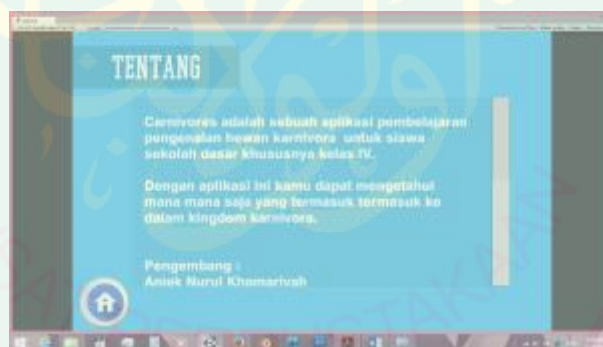 TENTANG
Carnivores adalah sebuah aplikasi pembelajaran
pengenalan hewan karnivora untuk siswa
sekolah dasar khususnya kelas IV.
Dengan aplikasi ini kamu dapat mengetahui
mana mana saja yang termasuk termasuk ke
dalam kingdom karnivora.
Pengembang :
Aniek Nurul Khomariyah